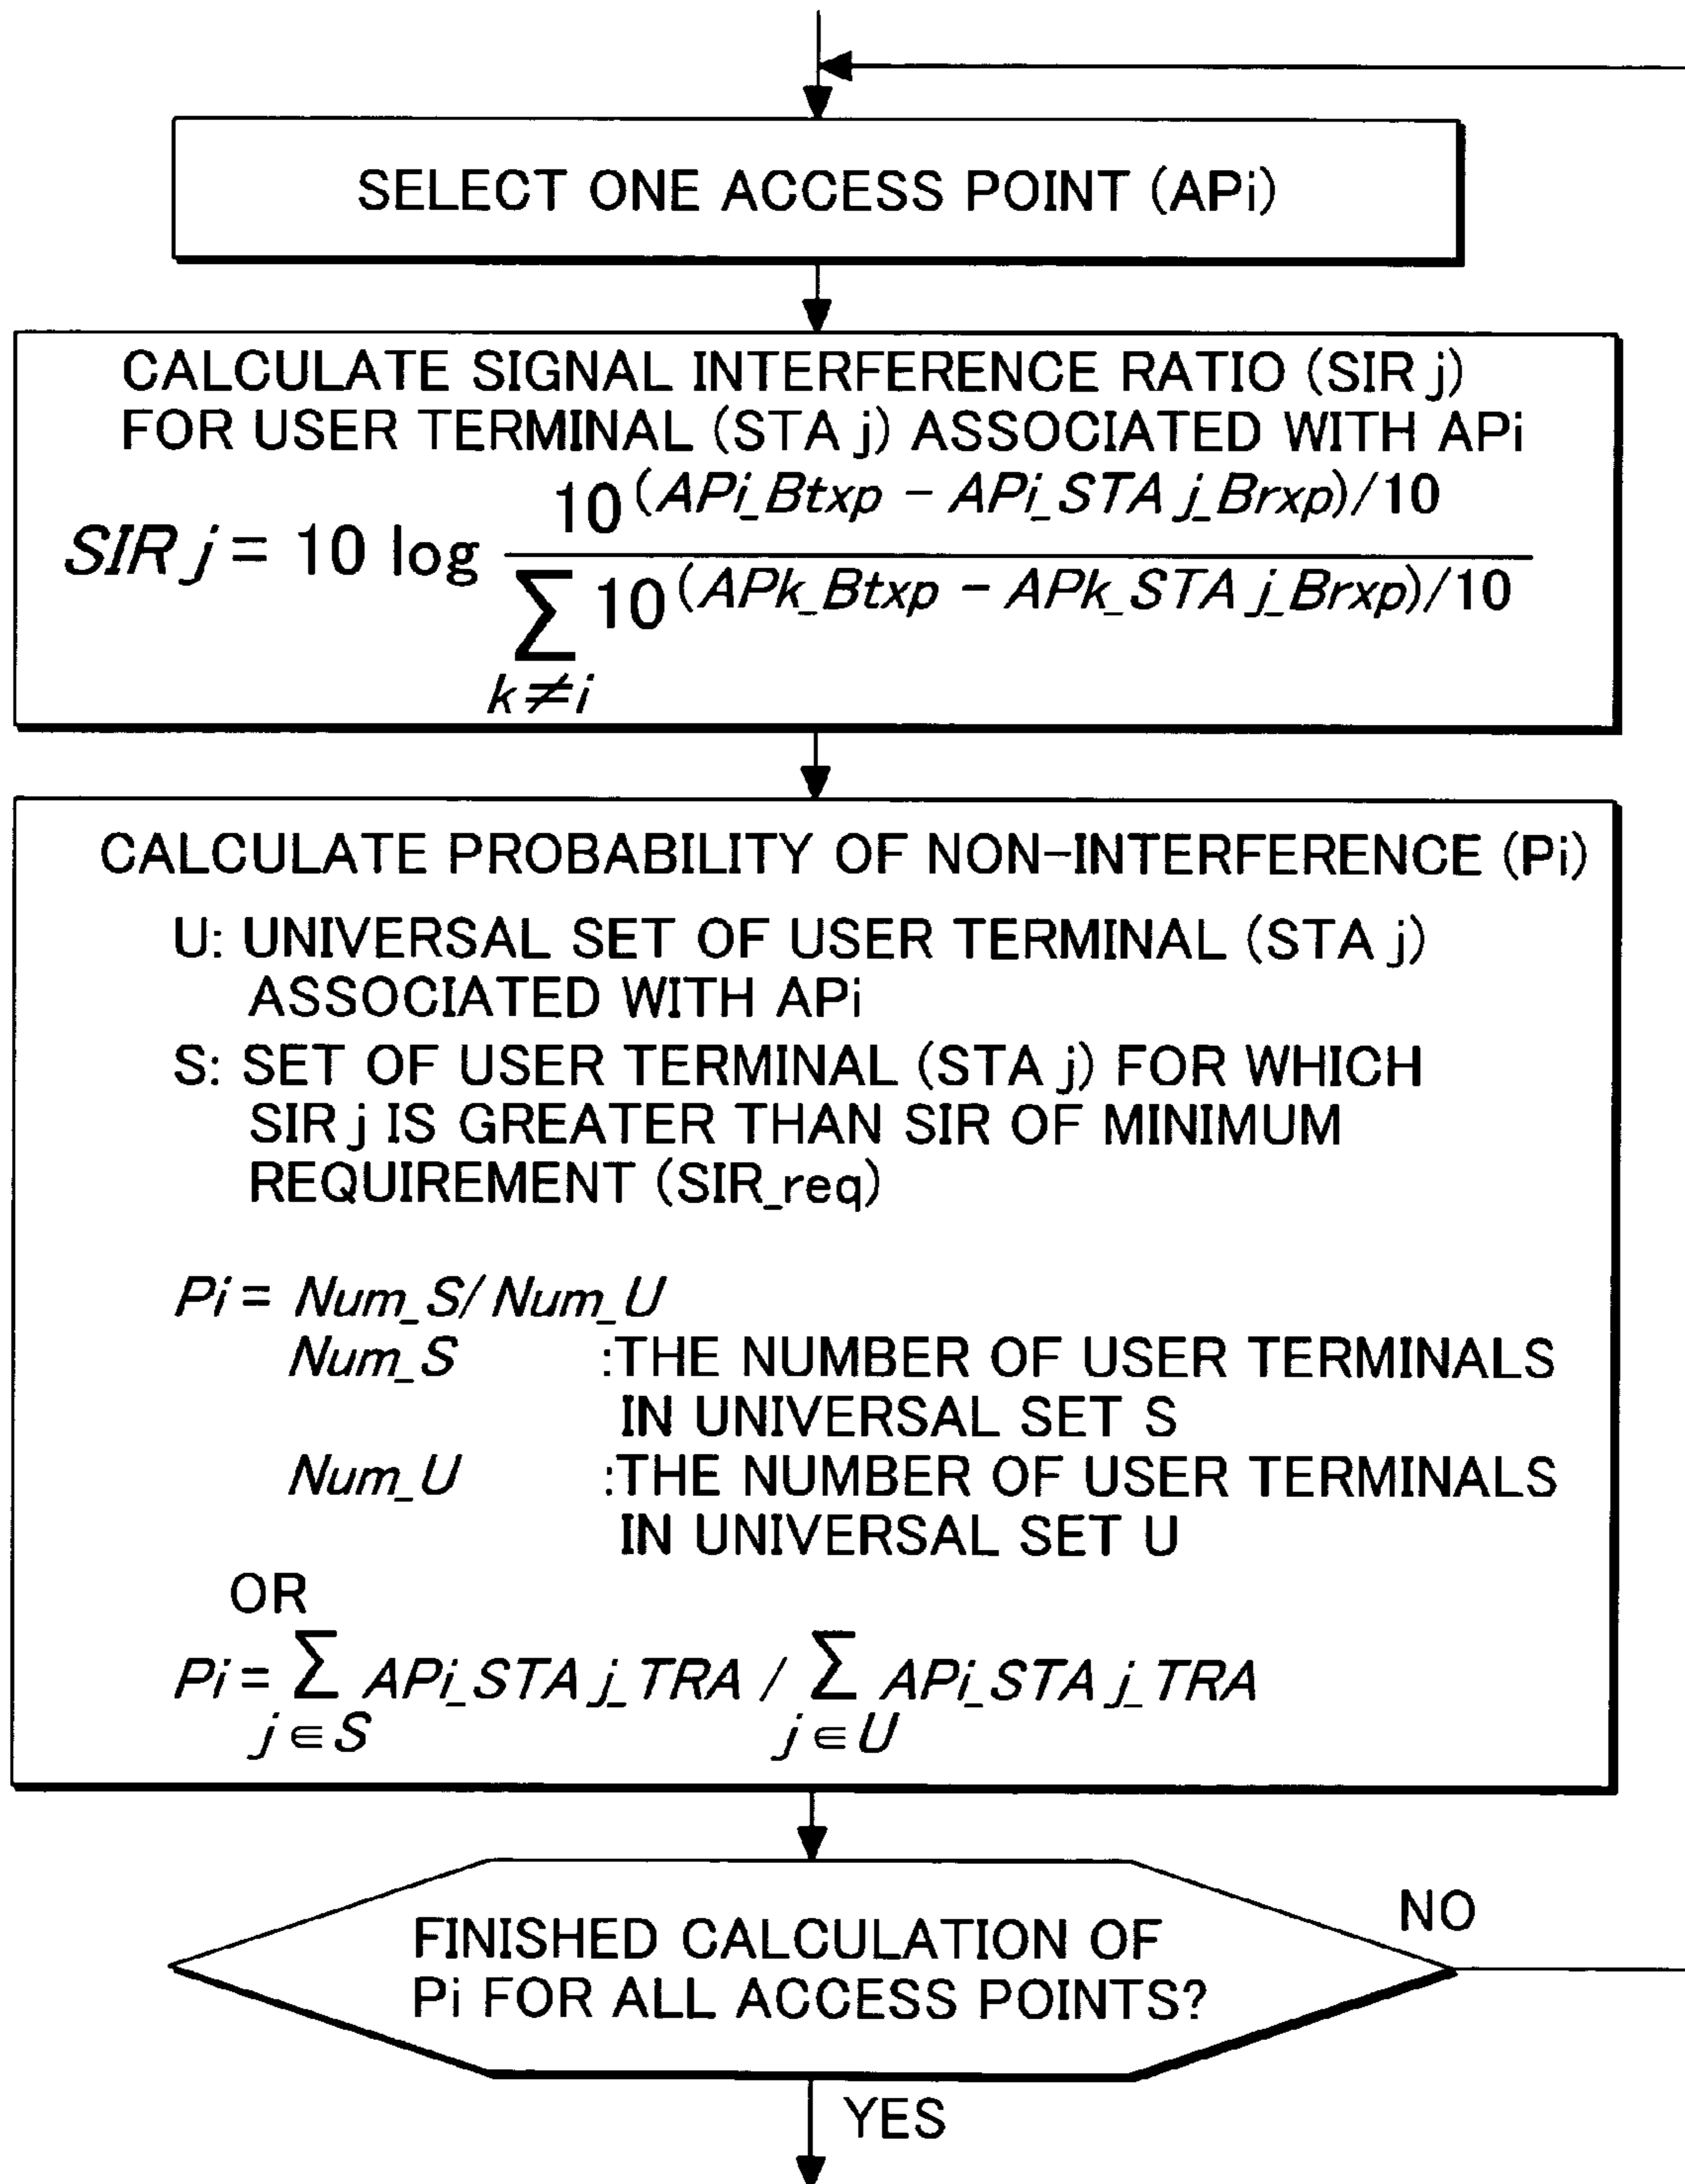 SELECT ONE ACCESS POINT (APi)
CALCULATE SIGNAL INTERFERENCE RATIO (SIR j)
FOR USER TERMINAL (STA j) ASSOCIATED WITH APi
10^(APi_Btxp − APi_STA j_Brxp)/10
SIR j = 10 log
∑ 10^(APk_Btxp − APk_STA j_Brxp)/10
k≠i
CALCULATE PROBABILITY OF NON-INTERFERENCE (Pi)
U: UNIVERSAL SET OF USER TERMINAL (STA j)
ASSOCIATED WITH APi
S: SET OF USER TERMINAL (STA j) FOR WHICH
SIR j IS GREATER THAN SIR OF MINIMUM
REQUIREMENT (SIR_req)
Pi = Num_S/Num_U
Num_S :THE NUMBER OF USER TERMINALS
IN UNIVERSAL SET S
Num_U :THE NUMBER OF USER TERMINALS
IN UNIVERSAL SET U
OR
Pi = ∑ APi_STA j_TRA / ∑ APi_STA j_TRA
j∈S j∈U
FINISHED CALCULATION OF
Pi FOR ALL ACCESS POINTS?
NO
YES